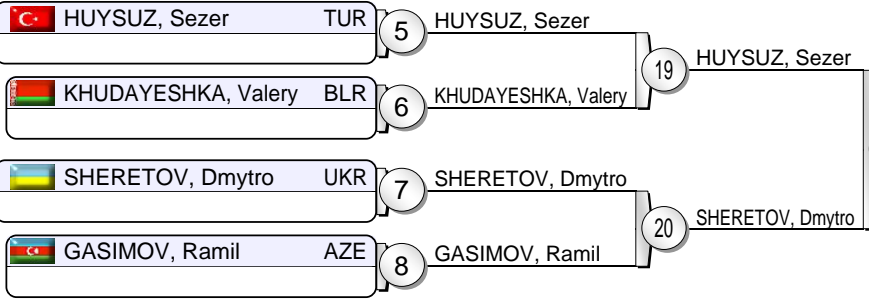 HUYSUZ, Sezer TUR 5 HUYSUZ, Sezer
19 HUYSUZ, Sezer
KHUDAYESHKA, Valery BLR 6 KHUDAYESHKA, Valery
SHERETOV, Dmytro UKR 7 SHERETOV, Dmytro
20 SHERETOV, Dmytro
GASIMOV, Ramil AZE 8 GASIMOV, Ramil